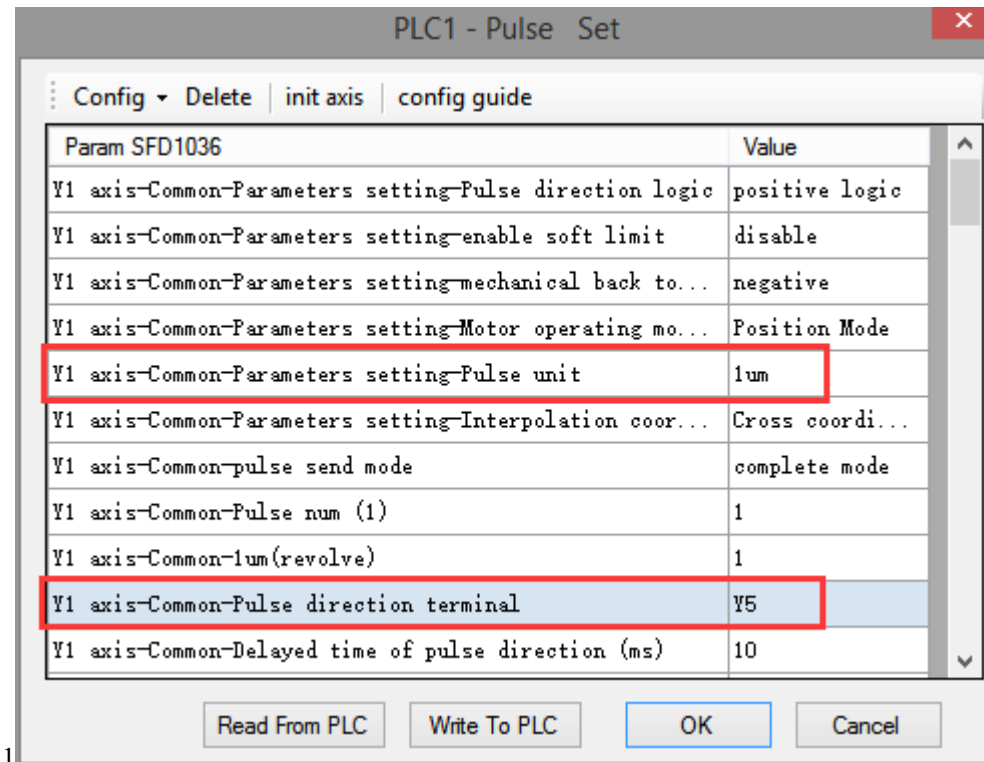 PLC1 - Pulse Set
Config Delete init axis config guide
Param SFD1036 Value
Y1 axis-Common-Parameters setting-Pulse direction logic positive logic
Y1 axis-Common-Parameters setting-enable soft limit disable
Y1 axis-Common-Parameters setting-mechanical back to... negative
Y1 axis-Common-Parameters setting-Motor operating mo... Position Mode
Y1 axis-Common-Parameters setting-Pulse unit 1um
Y1 axis-Common-Parameters setting-Interpolation coor... Cross coordi...
Y1 axis-Common-pulse send mode complete mode
Y1 axis-Common-Pulse num (1) 1
Y1 axis-Common-1um(revolve) 1
Y1 axis-Common-Pulse direction terminal Y5
Y1 axis-Common-Delayed time of pulse direction (ms) 10
Read From PLC Write To PLC OK Cancel
1